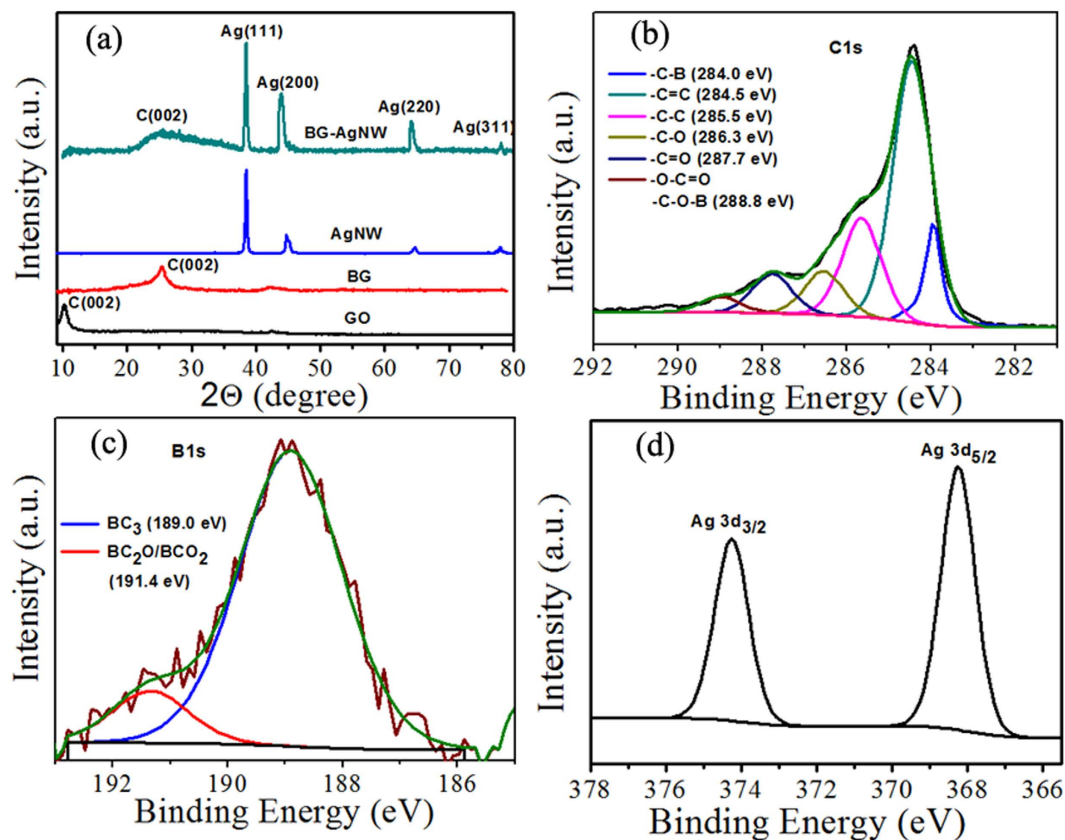 (a)
Ag(111)
Ag(200)
C(002)
Ag(220)
BG-AgNW
Ag(311)
AgNW
C(002)
BG
C(002)
GO
10 20 30 40 50 60 70 80
2Θ (degree)
Intensity (a.u.)
(b)
C1s
-C-B (284.0 eV)
-C=C (284.5 eV)
-C-C (285.5 eV)
-C-O (286.3 eV)
-C=O (287.7 eV)
-O-C=O
-C-O-B (288.8 eV)
292 290 288 286 284 282
Binding Energy (eV)
Intensity (a.u.)
(c)
B1s
BC₃ (189.0 eV)
BC₂O/BCO₂
(191.4 eV)
192 190 188 186
Binding Energy (eV)
Intensity (a.u.)
(d)
Ag 3d₅/₂
Ag 3d₃/₂
378 376 374 372 370 368 366
Binding Energy (eV)
Intensity (a.u.)